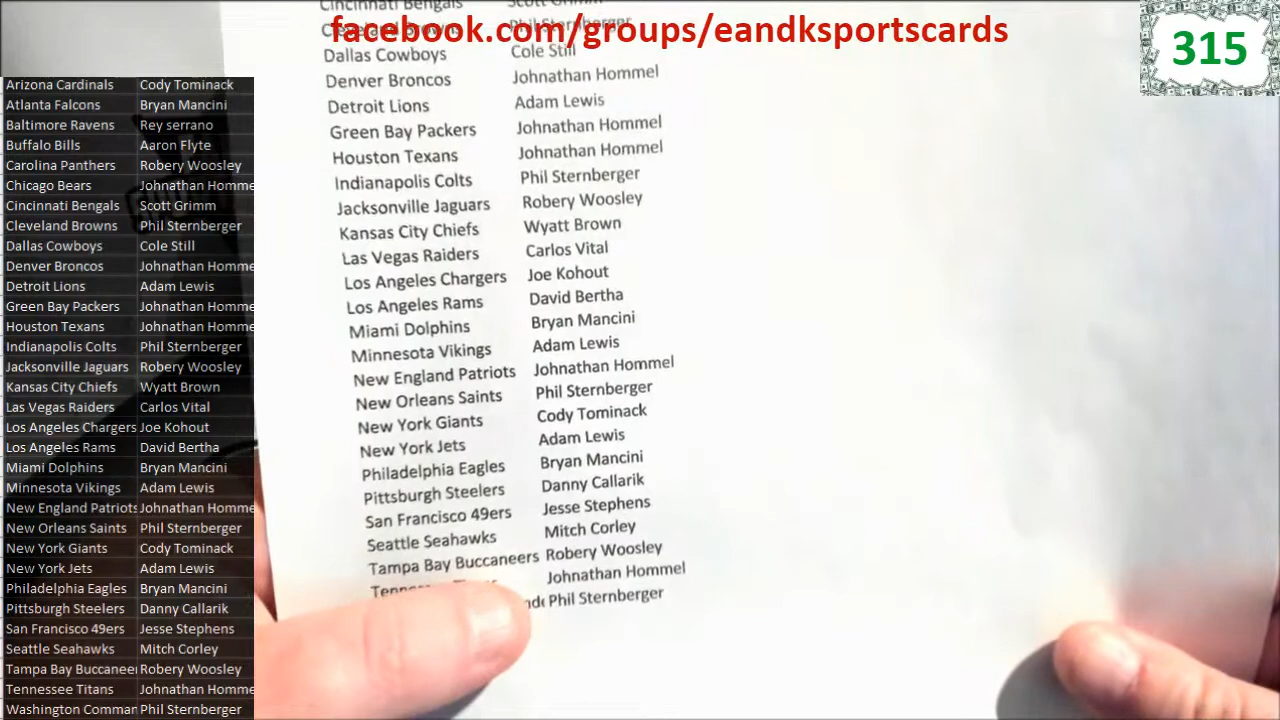 facebook.com/groups/eandksportscards
315
Arizona Cardinals Cody Tominack
Atlanta Falcons Bryan Mancini
Baltimore Ravens Rey serrano
Buffalo Bills Aaron Flyte
Carolina Panthers Robery Woosley
Chicago Bears Johnathan Homme
Cincinnati Bengals Scott Grimm
Cleveland Browns Phil Sternberger
Dallas Cowboys Cole Still
Denver Broncos Johnathan Homme
Detroit Lions Adam Lewis
Green Bay Packers Johnathan Homme
Houston Texans Johnathan Homme
Indianapolis Colts Phil Sternberger
Jacksonville Jaguars Robery Woosley
Kansas City Chiefs Wyatt Brown
Las Vegas Raiders Carlos Vital
Los Angeles Chargers Joe Kohout
Los Angeles Rams David Bertha
Miami Dolphins Bryan Mancini
Minnesota Vikings Adam Lewis
New England Patriots Johnathan Homme
New Orleans Saints Phil Sternberger
New York Giants Cody Tominack
New York Jets Adam Lewis
Philadelphia Eagles Bryan Mancini
Pittsburgh Steelers Danny Callarik
San Francisco 49ers Jesse Stephens
Seattle Seahawks Mitch Corley
Tampa Bay Buccaneer Robery Woosley
Tennessee Titans Johnathan Homme
Washington Comman Phil Sternberger
Cincinnati Bengals Scott Grimm
Cleveland Browns Phil Sternberger
Dallas Cowboys Cole Still
Denver Broncos Johnathan Hommel
Detroit Lions Adam Lewis
Green Bay Packers Johnathan Hommel
Houston Texans Johnathan Hommel
Indianapolis Colts Phil Sternberger
Jacksonville Jaguars Robery Woosley
Kansas City Chiefs Wyatt Brown
Las Vegas Raiders Carlos Vital
Los Angeles Chargers Joe Kohout
Los Angeles Rams David Bertha
Miami Dolphins Bryan Mancini
Minnesota Vikings Adam Lewis
New England Patriots Johnathan Hommel
New Orleans Saints Phil Sternberger
New York Giants Cody Tominack
New York Jets Adam Lewis
Philadelphia Eagles Bryan Mancini
Pittsburgh Steelers Danny Callarik
San Francisco 49ers Jesse Stephens
Seattle Seahawks Mitch Corley
Tampa Bay Buccaneers Robery Woosley
Johnathan Hommel
Phil Sternberger